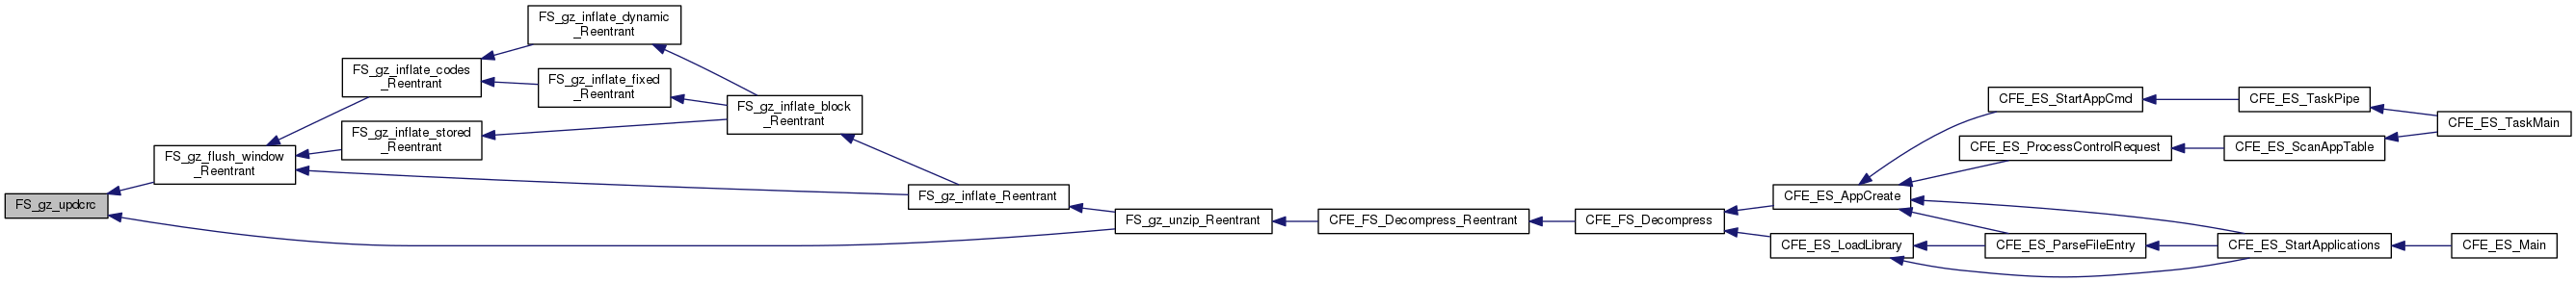 FS_gz_updcrc
FS_gz_flush_window
_Reentrant
FS_gz_inflate_codes
_Reentrant
FS_gz_inflate_stored
_Reentrant
FS_gz_inflate_dynamic
_Reentrant
FS_gz_inflate_fixed
_Reentrant
FS_gz_inflate_block
_Reentrant
FS_gz_inflate_Reentrant
FS_gz_unzip_Reentrant
CFE_FS_Decompress_Reentrant
CFE_FS_Decompress
CFE_ES_AppCreate
CFE_ES_LoadLibrary
CFE_ES_StartAppCmd
CFE_ES_ProcessControlRequest
CFE_ES_ParseFileEntry
CFE_ES_TaskPipe
CFE_ES_ScanAppTable
CFE_ES_StartApplications
CFE_ES_TaskMain
CFE_ES_Main